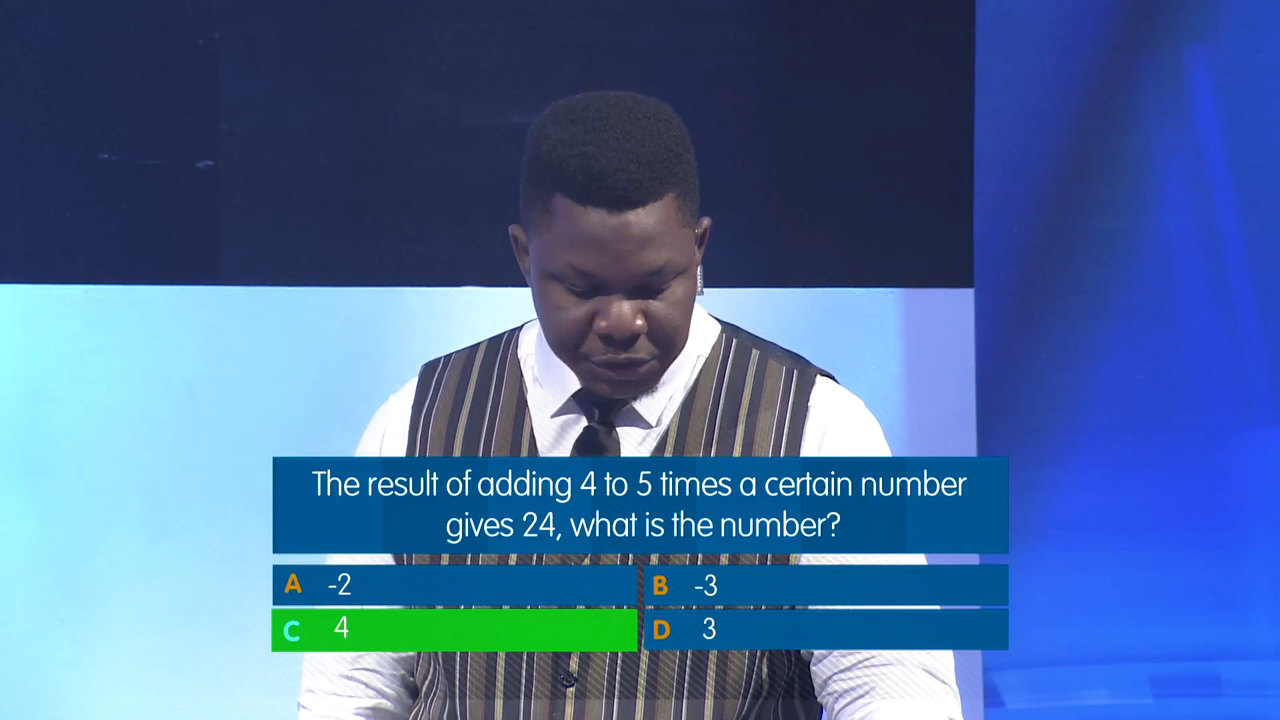 The result of adding 4 to 5 times a certain number
gives 24, what is the number?
A -2
B -3
C 4
D 3